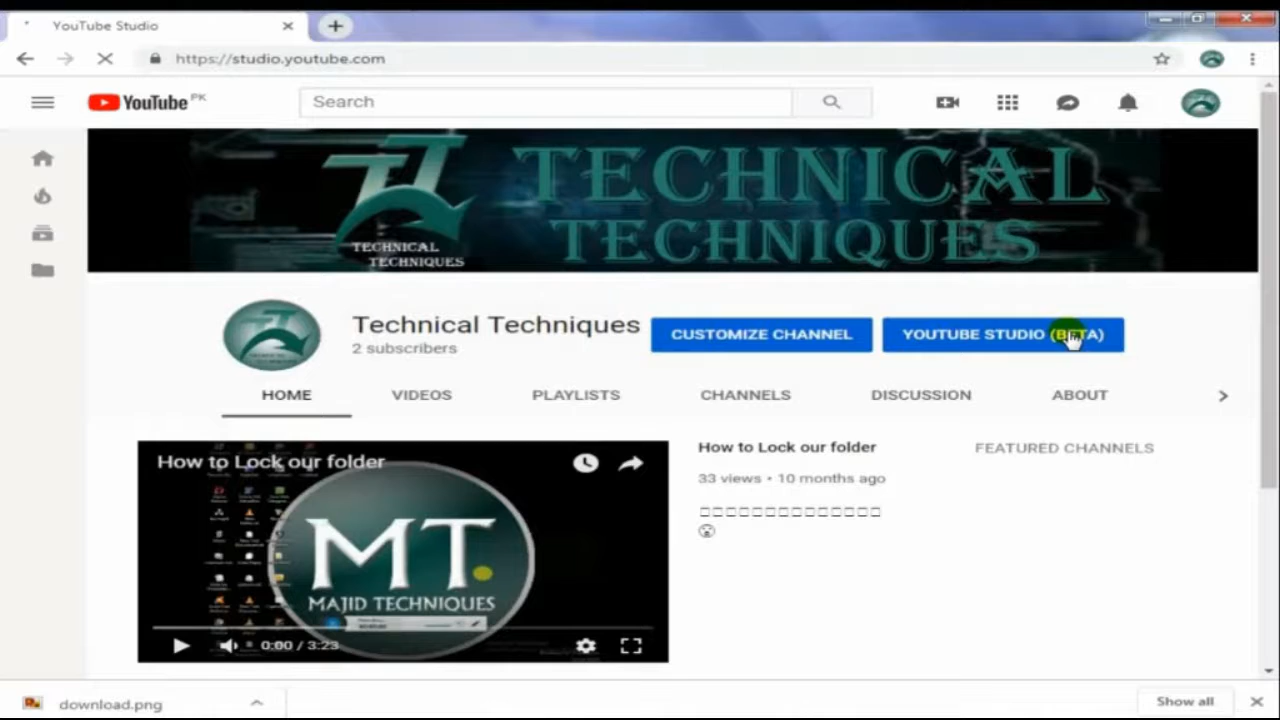 YouTube Studio
https://studio.youtube.com
YouTube PK
Search
TECHNICAL
TECHNIQUES
TECHNICAL
TECHNIQUES
Technical Techniques
2 subscribers
CUSTOMIZE CHANNEL
YOUTUBE STUDIO (BETA)
HOME
VIDEOS
PLAYLISTS
CHANNELS
DISCUSSION
ABOUT
How to Lock our folder
MT
MAJID TECHNIQUES
0:00 / 3:23
How to Lock our folder
33 views • 10 months ago
FEATURED CHANNELS
download.png
Show all